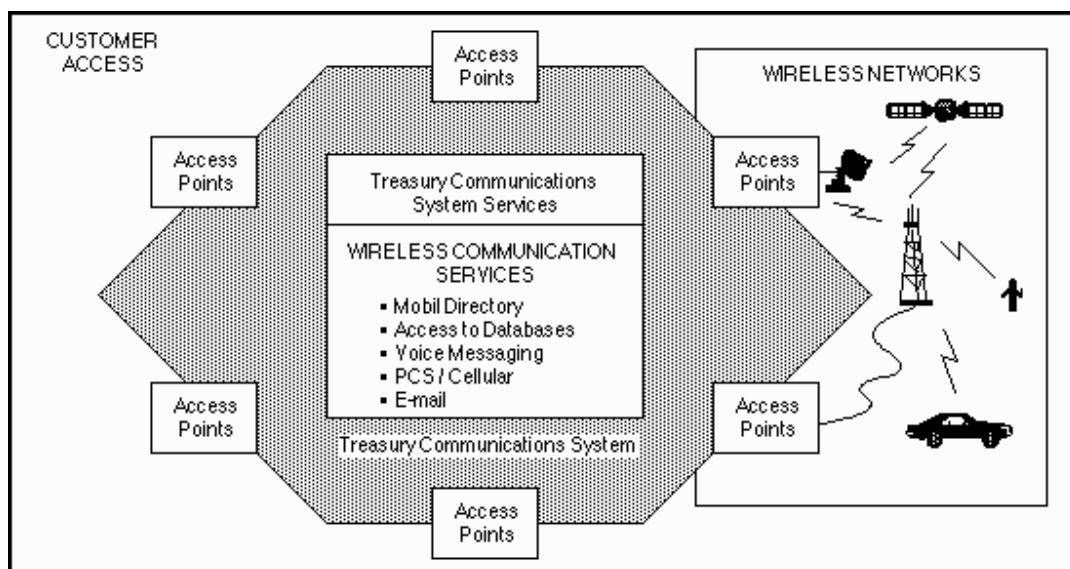 CUSTOMER
ACCESS
Access
Points
WIRELESS NETWORKS
Access
Points
Access
Points
Treasury Communications
System Services
WIRELESS COMMUNICATION
SERVICES
▪ Mobil Directory
▪ Access to Databases
▪ Voice Messaging
▪ PCS / Cellular
▪ E-mail
Access
Points
Access
Points
Treasury Communications System
Access
Points